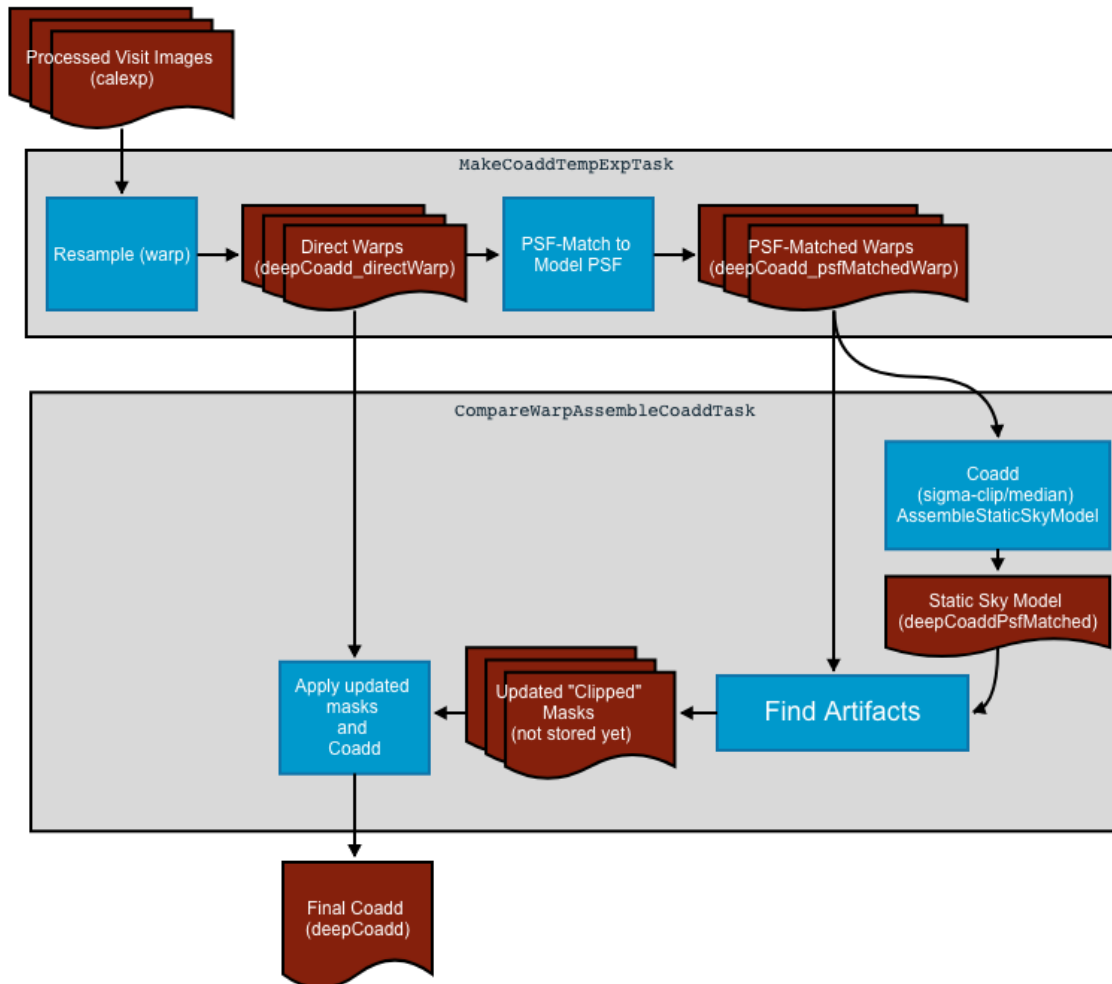 Processed Visit Images
(calexp)
MakeCoaddTempExpTask
Resample (warp)
Direct Warps
(deepCoadd_directWarp)
PSF-Match to
Model PSF
PSF-Matched Warps
(deepCoadd_psfMatchedWarp)
CompareWarpAssembleCoaddTask
Coadd
(sigma-clip/median)
AssembleStaticSkyModel
Static Sky Model
(deepCoaddPsfMatched)
Find Artifacts
Updated "Clipped"
Masks
(not stored yet)
Apply updated
masks
and
Coadd
Final Coadd
(deepCoadd)